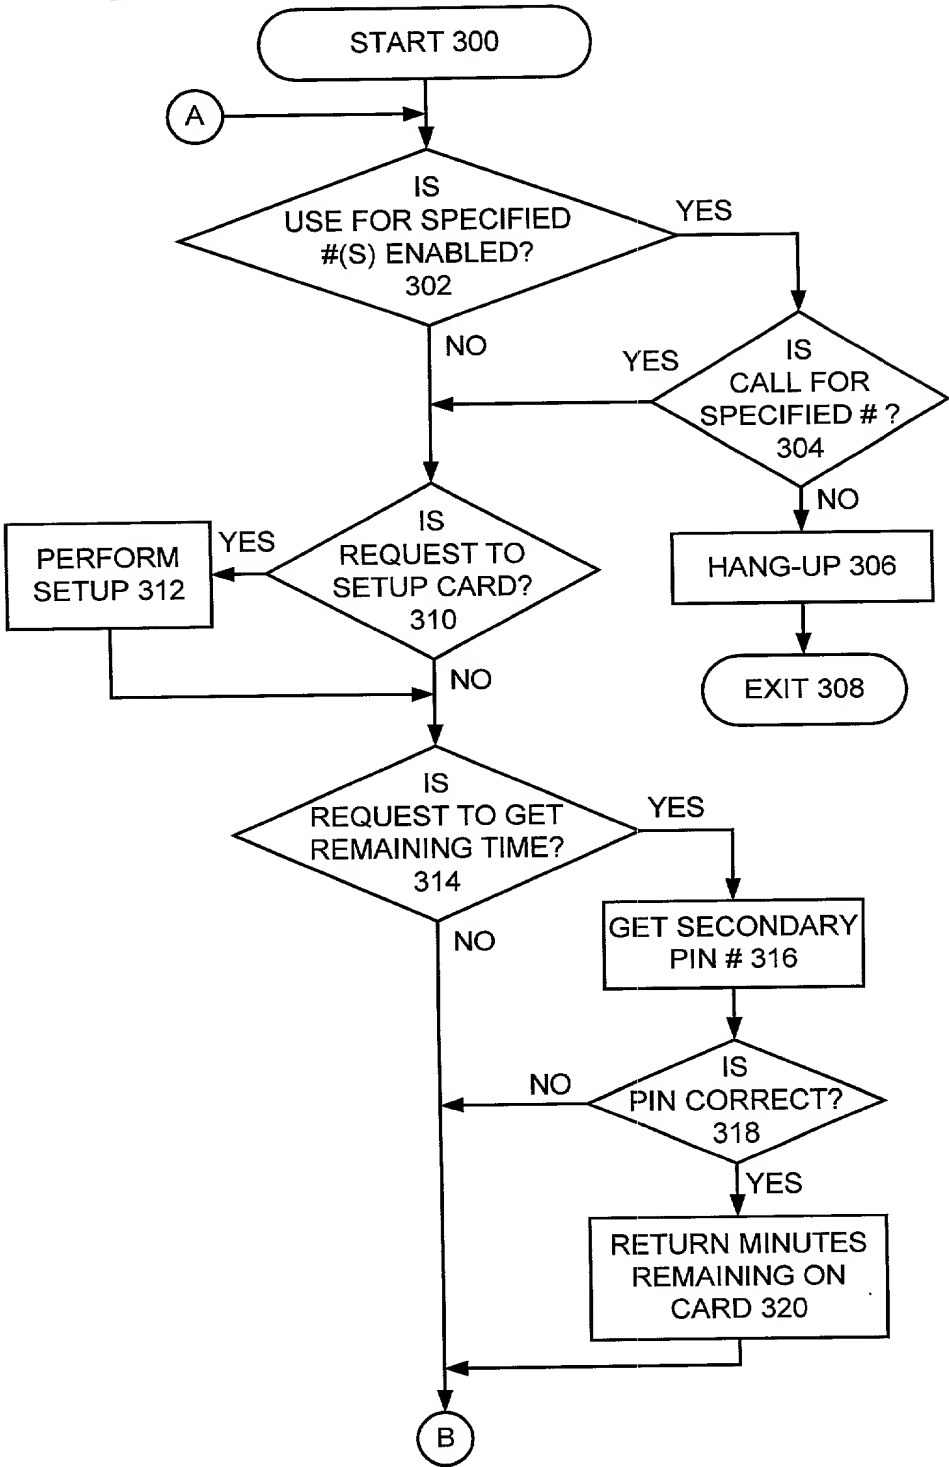 START 300
A
IS
USE FOR SPECIFIED
#(S) ENABLED?
302
YES
NO
YES
IS
CALL FOR
SPECIFIED # ?
304
NO
HANG-UP 306
EXIT 308
IS
REQUEST TO
SETUP CARD?
310
YES
PERFORM
SETUP 312
NO
IS
REQUEST TO GET
REMAINING TIME?
314
YES
NO
GET SECONDARY
PIN # 316
IS
PIN CORRECT?
318
NO
YES
RETURN MINUTES
REMAINING ON
CARD 320
B